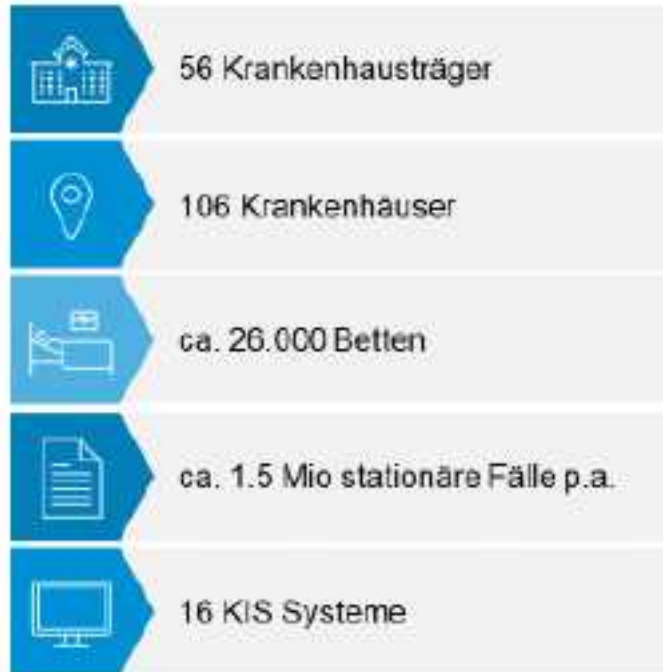 56 Krankenhausträger
106 Krankenhäuser
ca. 26.000 Betten
ca. 1.5 Mio stationäre Fälle p.a.
16 KIS Systeme